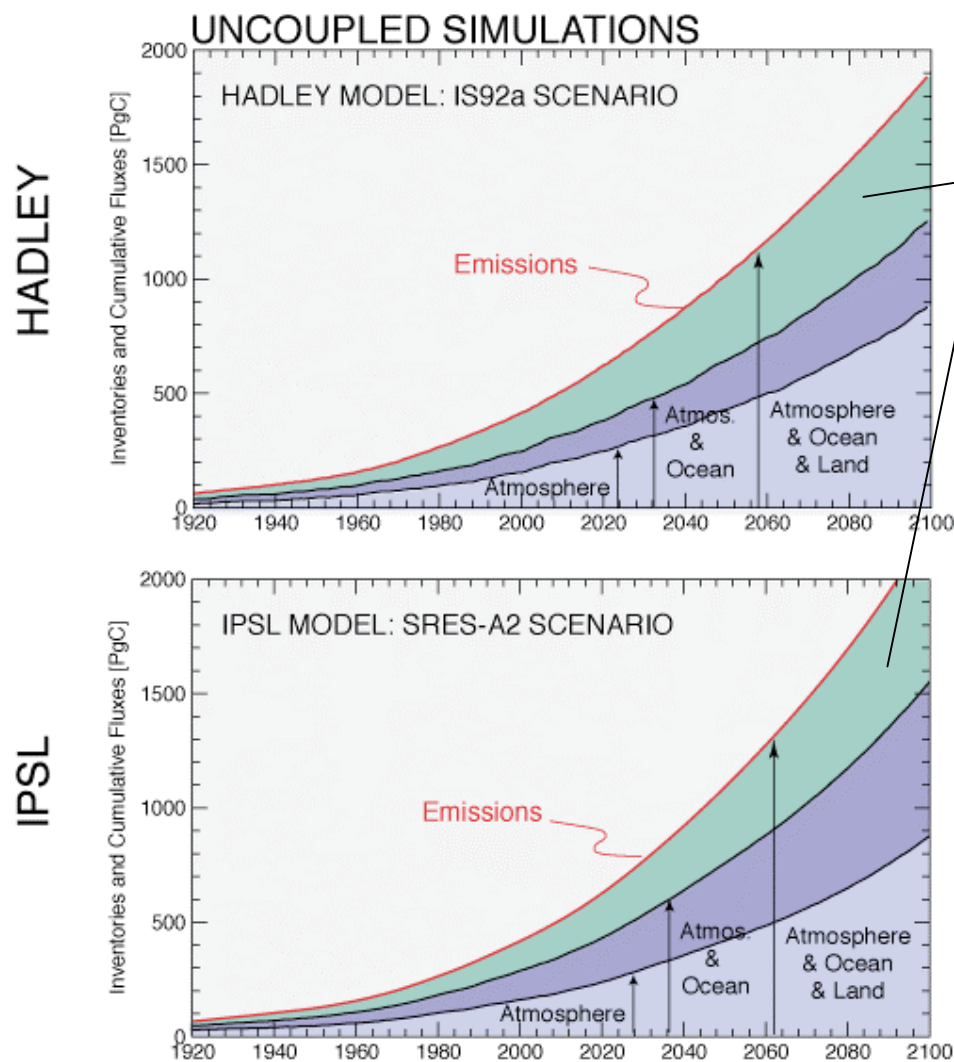 UNCOUPLED SIMULATIONS
HADLEY
Inventories and Cumulative Fluxes [PgC]
2000
1500
1000
500
0
HADLEY MODEL: IS92a SCENARIO
Emissions
Atmosphere
Atmos.
&
Ocean
Atmosphere
& Ocean
& Land
1920 1940 1960 1980 2000 2020 2040 2060 2080 2100
IPSL
Inventories and Cumulative Fluxes [PgC]
2000
1500
1000
500
0
IPSL MODEL: SRES-A2 SCENARIO
Emissions
Atmosphere
Atmos.
&
Ocean
Atmosphere
& Ocean
& Land
1920 1940 1960 1980 2000 2020 2040 2060 2080 2100